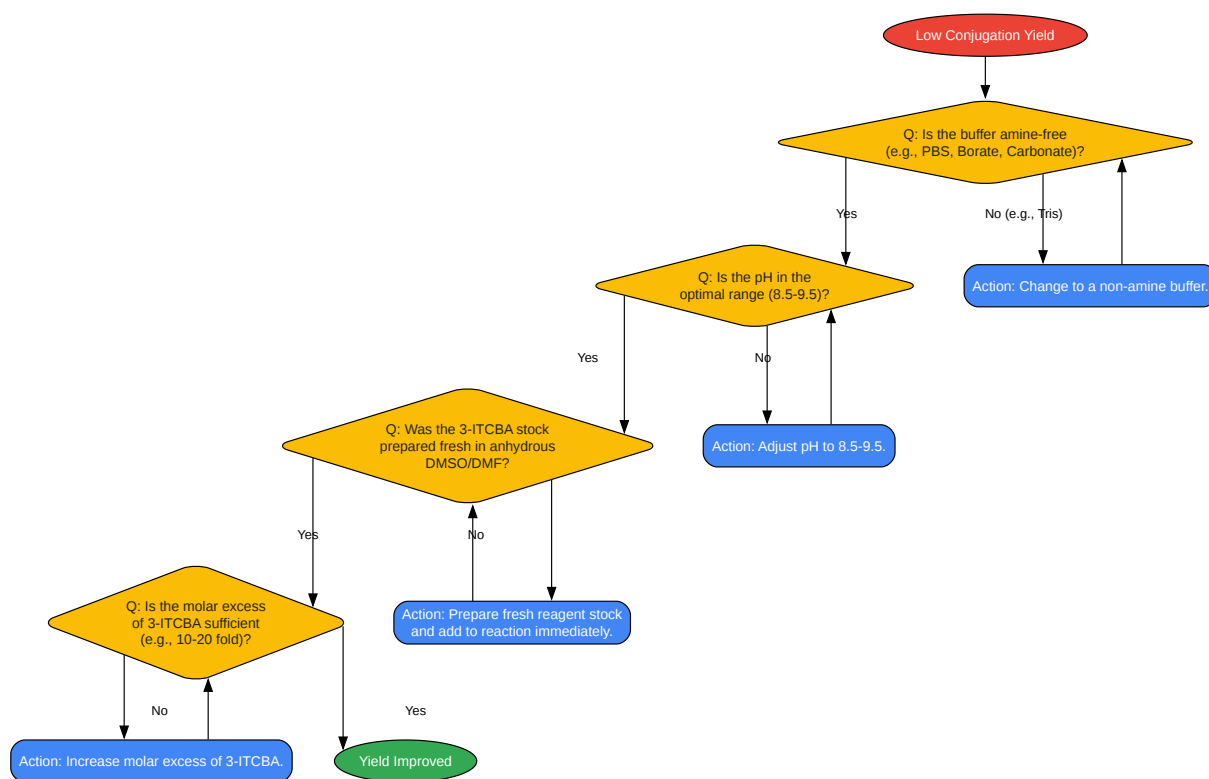 Low Conjugation Yield
Q: Is the buffer amine-free
(e.g., PBS, Borate, Carbonate)?
Yes
No (e.g., Tris)
Q: Is the pH in the
optimal range (8.5-9.5)?
Action: Change to a non-amine buffer.
Yes
No
Q: Was the 3-ITCBA stock
prepared fresh in anhydrous
DMSO/DMF?
Action: Adjust pH to 8.5-9.5.
Yes
No
Q: Is the molar excess
of 3-ITCBA sufficient
(e.g., 10-20 fold)?
Action: Prepare fresh reagent stock
and add to reaction immediately.
No
Yes
Action: Increase molar excess of 3-ITCBA.
Yield Improved